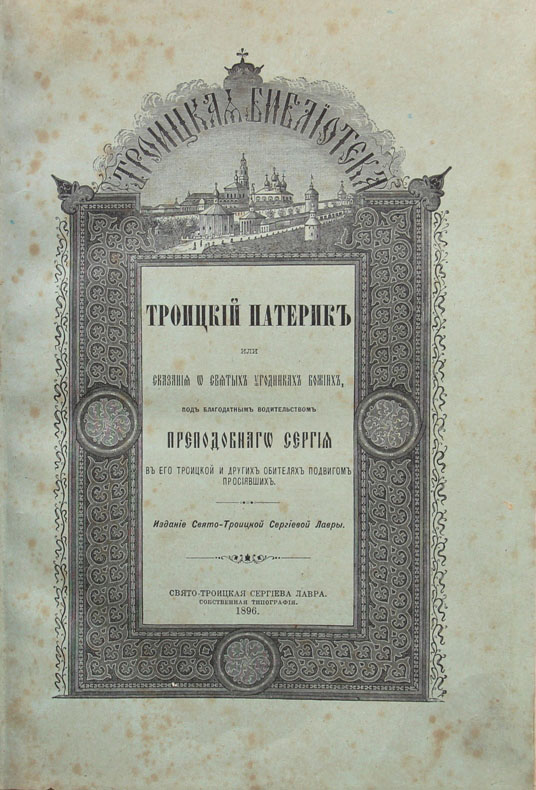 ТРОИЦКАѦ БИБЛІОТЕКА
ТРОИЦКІЙ ПАТЕРИКЪ
ИЛИ
СКАЗАНІѦ Ѡ СВѦТЫХЪ УГОДНИКАХЪ БОЖІИХЪ,
ПОДЪ БЛАГОДАТНЫМЪ ВОДИТЕЛЬСТВОМЪ
ПРЕПОДОБНАГѠ СЕРГІѦ
ВЪ ЕГО ТРОИЦКОЙ И ДРУГИХЪ ОБИТЕЛЯХЪ ПОДВИГОМЪ
ПРОСІЯВШИХЪ.
Изданіе Свято-Троицкой Сергіевой Лавры.
СВЯТО-ТРОИЦКАЯ СЕРГІЕВА ЛАВРА.
СОБСТВЕННАЯ ТИПОГРАФІЯ.
1896.